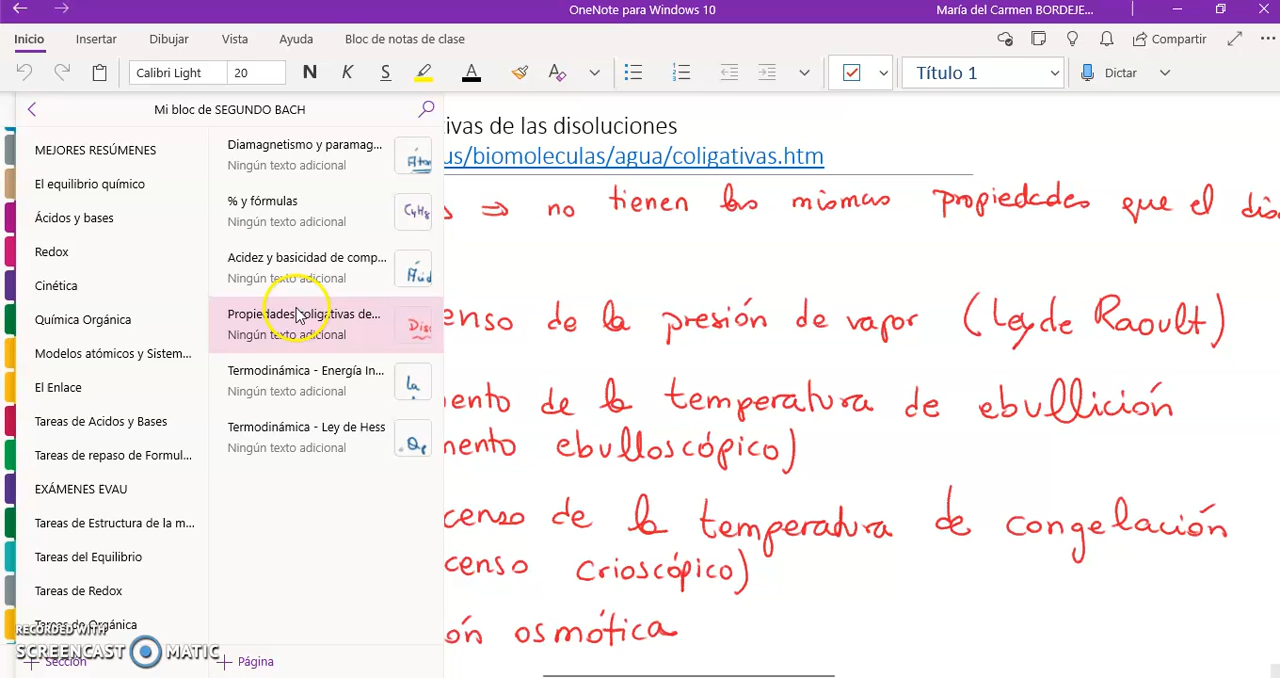 OneNote para Windows 10
María del Carmen BORDEJE...
Inicio Insertar Dibujar Vista Ayuda Bloc de notas de clase
Compartir
Calibri Light 20 N K S A A Título 1 Dictar
Mi bloc de SEGUNDO BACH
MEJORES RESÚMENES
El equilibrio químico
Ácidos y bases
Redox
Cinética
Química Orgánica
Modelos atómicos y Sistem...
El Enlace
Tareas de Acidos y Bases
Tareas de repaso de Formul...
EXÁMENES EVAU
Tareas de Estructura de la m...
Tareas del Equilibrio
Tareas de Redox
Tareas de Orgánica
Sección
Diamagnetismo y paramag...
Ningún texto adicional
% y fórmulas
Ningún texto adicional
C4H8
Acidez y basicidad de comp...
Ningún texto adicional
Propiedades coligativas de...
Ningún texto adicional
Termodinámica - Energía In...
Ningún texto adicional
La
Termodinámica - Ley de Hess
Ningún texto adicional
Página
tivas de las disoluciones
us/biomoleculas/agua/coligativas.htm
s ⇒ no tienen las mismas propiedades que el dis
enso de la presión de vapor (Ley de Raoult)
mento de la temperatura de ebullición
mento ebulloscópico)
censo de la temperatura de congelación
censo crioscópico)
ón osmótica
RECORDED WITH
SCREENCAST MATIC